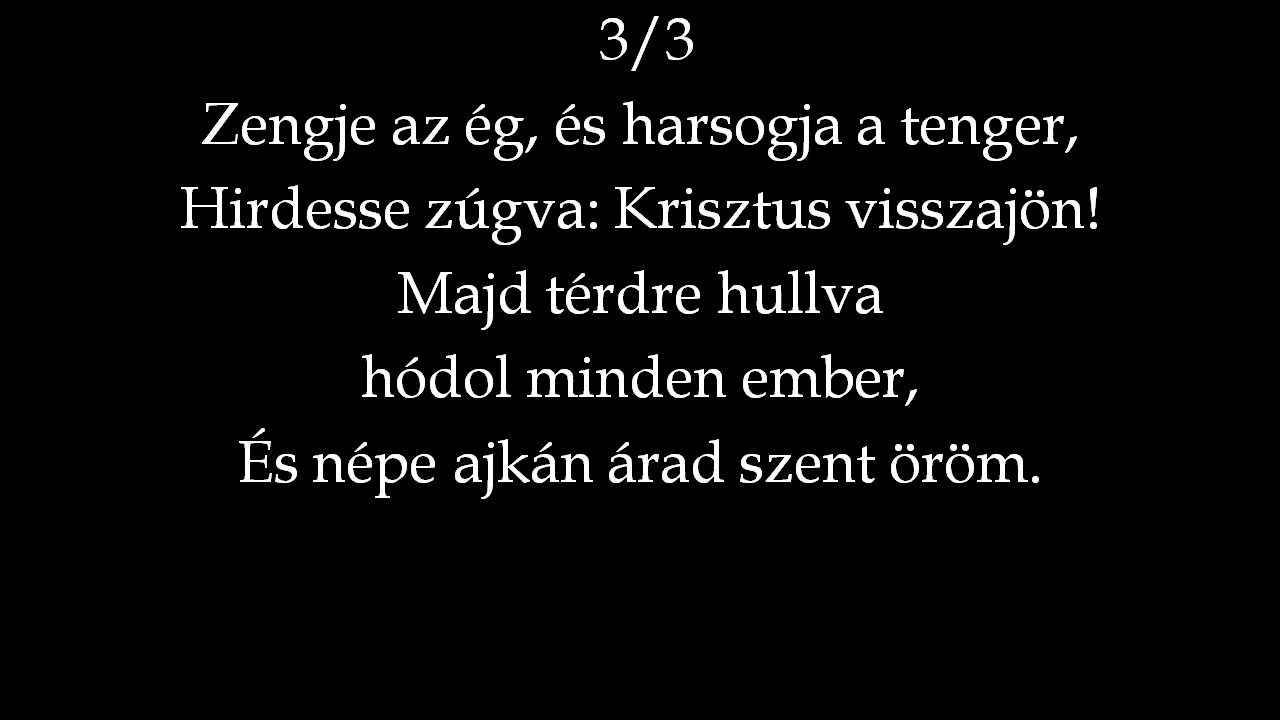 3/3
Zengje az ég, és harsogja a tenger,
Hirdesse zúgva: Krisztus visszajön!
Majd térdre hullva
hódol minden ember,
És népe ajkán árad szent öröm.